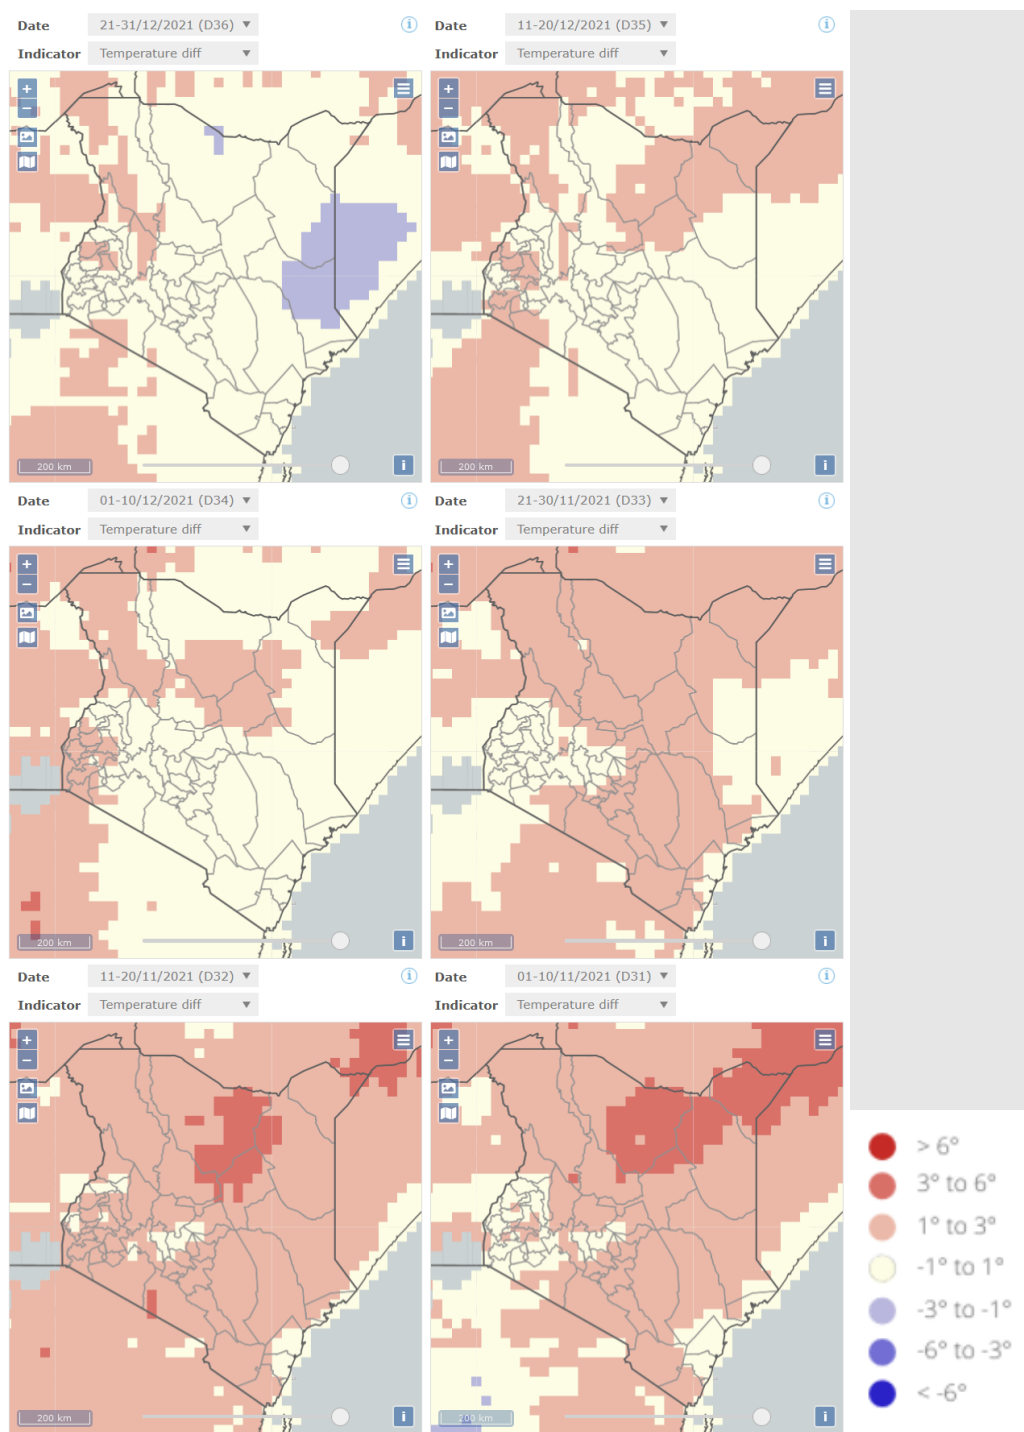 Date 21-31/12/2021 (D36) ▼ i
Indicator Temperature diff ▼
+
−
200 km
i
Date 11-20/12/2021 (D35) ▼ i
Indicator Temperature diff ▼
+
−
200 km
i
Date 01-10/12/2021 (D34) ▼ i
Indicator Temperature diff ▼
+
−
200 km
i
Date 21-30/11/2021 (D33) ▼ i
Indicator Temperature diff ▼
+
−
200 km
i
Date 11-20/11/2021 (D32) ▼ i
Indicator Temperature diff ▼
+
−
200 km
i
Date 01-10/11/2021 (D31) ▼ i
Indicator Temperature diff ▼
+
−
200 km
i
> 6°
3° to 6°
1° to 3°
-1° to 1°
-3° to -1°
-6° to -3°
< -6°